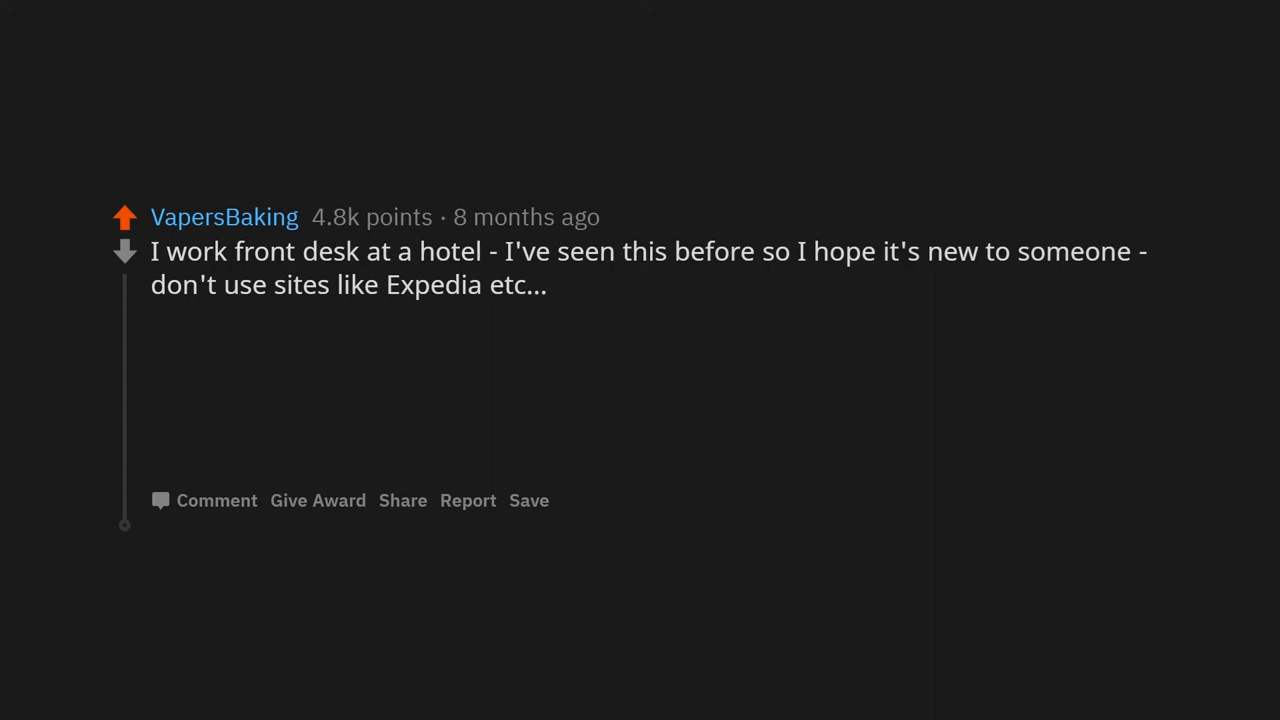 VapersBaking 4.8k points · 8 months ago
I work front desk at a hotel - I've seen this before so I hope it's new to someone -
don't use sites like Expedia etc...
Comment Give Award Share Report Save